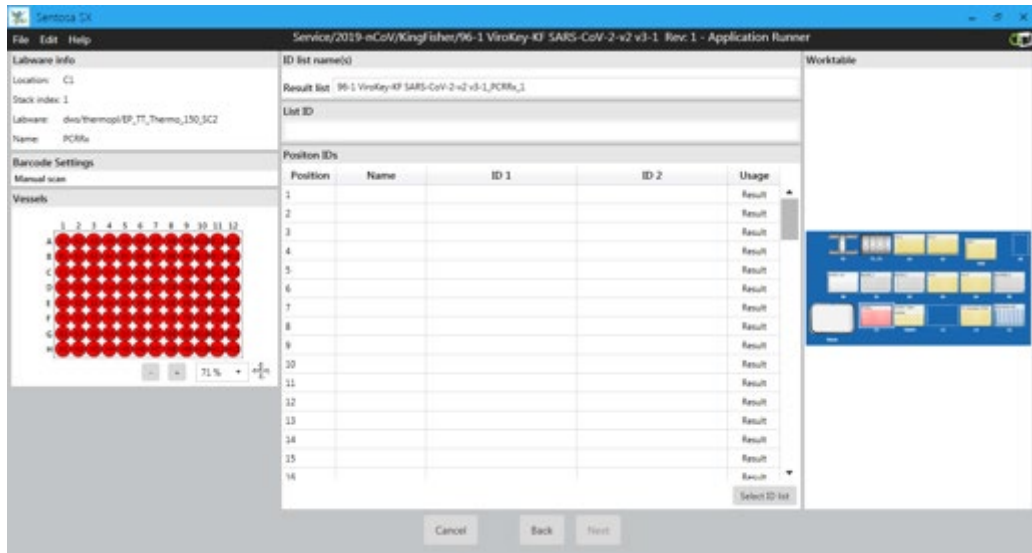 Sentosa SX
File Edit Help
Service/2019-nCoV/KingFisher/96-1 ViroKey-KF SARS-CoV-2-v2 v3-1 Rev: 1 - Application Runner
Labware info
Location: C1
Stack index: 1
Labware: dws/thermopl/EP_TT_Thermo_150_SC2
Name: PCRRx
Barcode Settings
Manual scan
Vessels
1 2 3 4 5 6 7 8 9 10 11 12
A
B
C
D
E
F
G
H
- + 71 %
ID list name(s)
Result list 96-1 ViroKey-KF SARS-CoV-2-v2 v3-1_PCRRx_1
List ID
Positon IDs
Position Name ID 1 ID 2 Usage
1 Result
2 Result
3 Result
4 Result
5 Result
6 Result
7 Result
8 Result
9 Result
10 Result
11 Result
12 Result
13 Result
14 Result
15 Result
16 Result
Select ID list
Worktable
Cancel Back Next